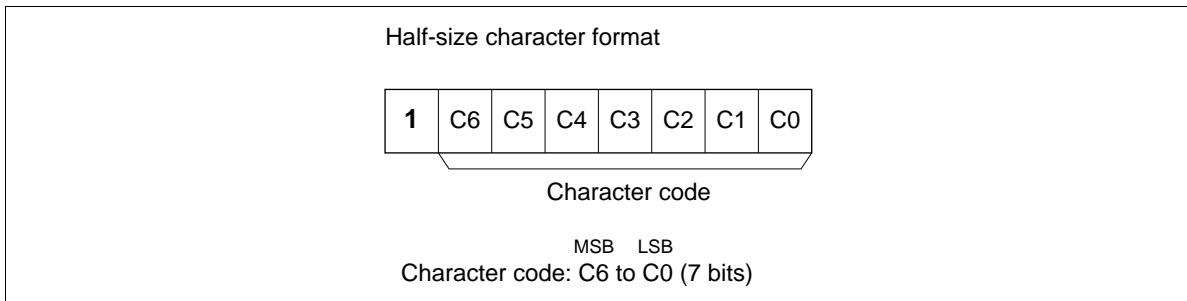 Half-size character format
1 C6 C5 C4 C3 C2 C1 C0
Character code
MSB LSB
Character code: C6 to C0 (7 bits)